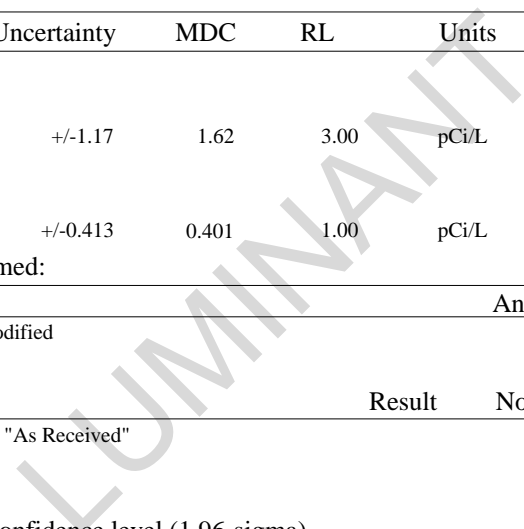 Uncertainty MDC RL Units
+/-1.17 1.62 3.00 pCi/L
+/-0.413 0.401 1.00 pCi/L
med:
An
odified
Result No
"As Received"
onfidence level (1.96-sigma)
LUMINANT